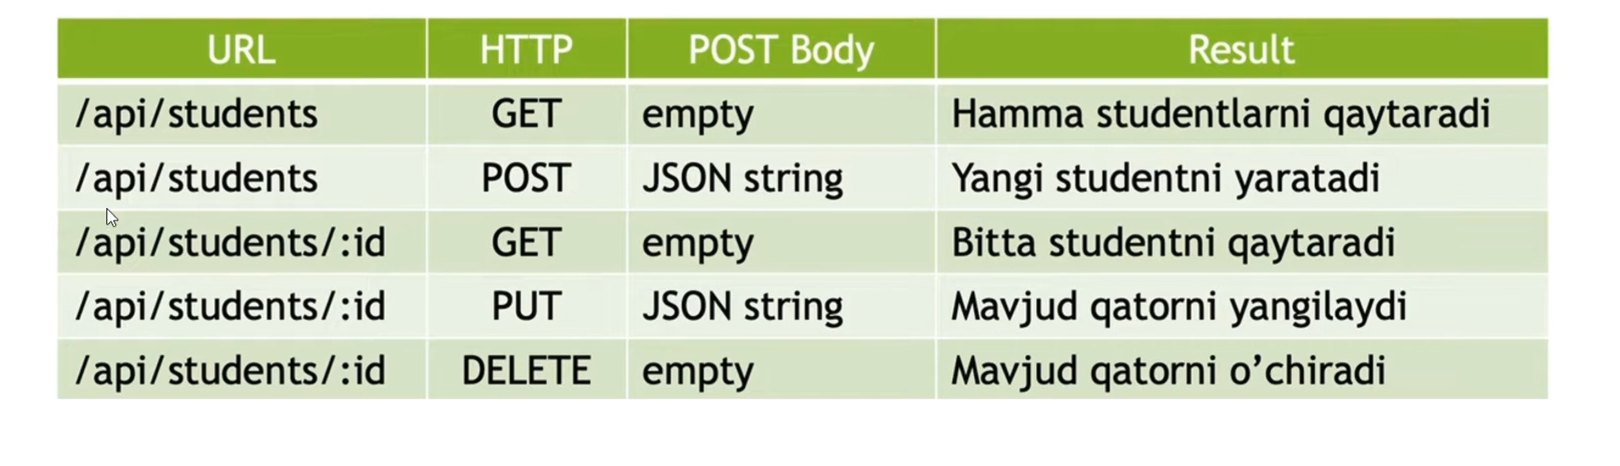 URL HTTP POST Body Result
/api/students GET empty Hamma studentlarni qaytaradi
/api/students POST JSON string Yangi studentni yaratadi
/api/students/:id GET empty Bitta studentni qaytaradi
/api/students/:id PUT JSON string Mavjud qatorni yangilaydi
/api/students/:id DELETE empty Mavjud qatorni o’chiradi